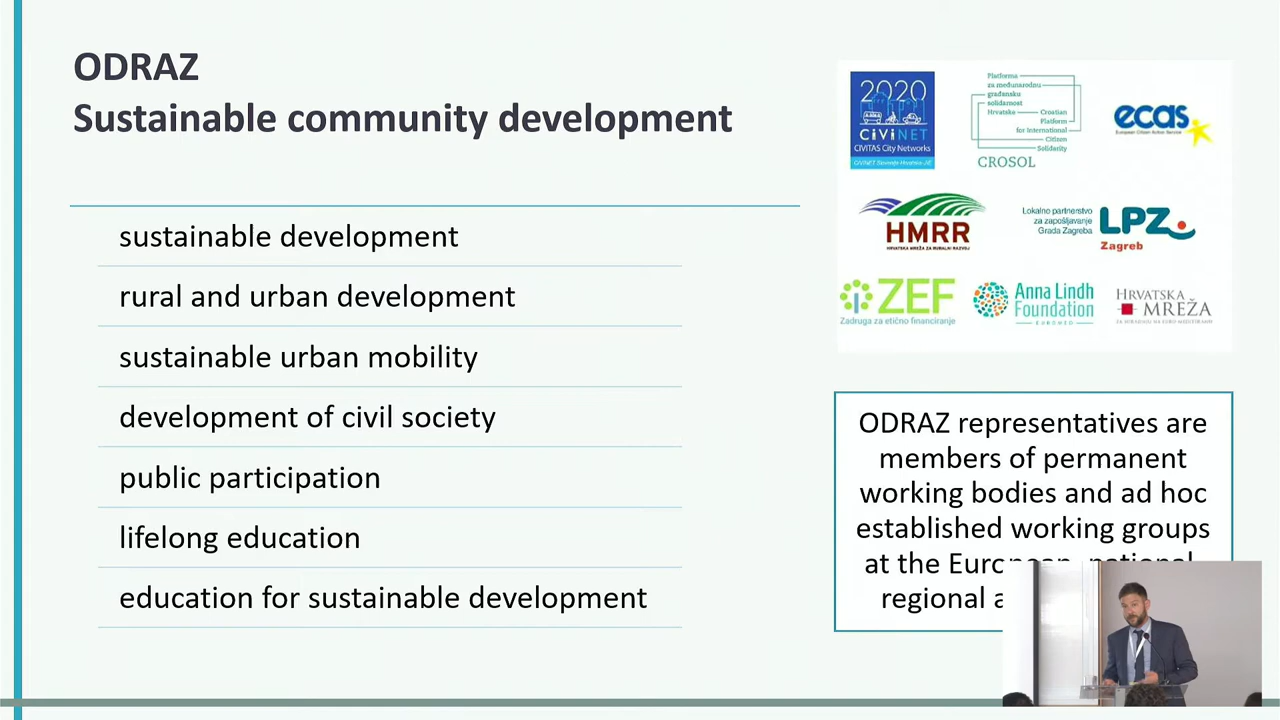 ODRAZ
Sustainable community development
sustainable development
rural and urban development
sustainable urban mobility
development of civil society
public participation
lifelong education
education for sustainable development
2020
CIVINET
CIVITAS City Networks
CIVINET Slovenija-Hrvatska-JIE
Platforma
za međunarodnu
građansku
solidarnost
Hrvatske
Croatian
Platform
for International
Citizen
Solidarity
CROSOL
ecas
European Citizen Action Service
HMRR
HRVATSKA MREŽA ZA RURALNI RAZVOJ
Lokalno partnerstvo
za zapošljavanje
Grada Zagreba
LPZ
Zagreb
ZEF
Zadruga za etično financiranje
Anna Lindh
Foundation
EUROMED
HRVATSKA
MREŽA
ODRAZ representatives are
members of permanent
working bodies and ad hoc
established working groups
at the European, national,
regional